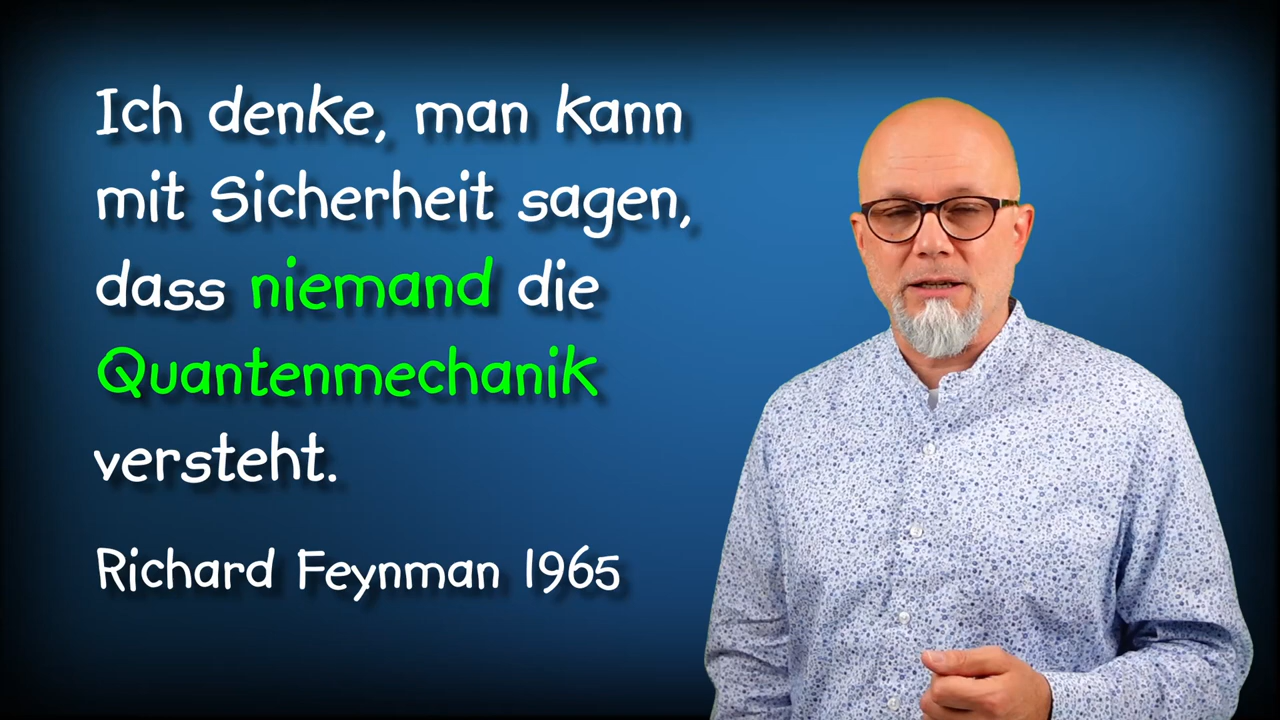 Ich denke, man kann
mit Sicherheit sagen,
dass niemand die
Quantenmechanik
versteht.
Richard Feynman 1965